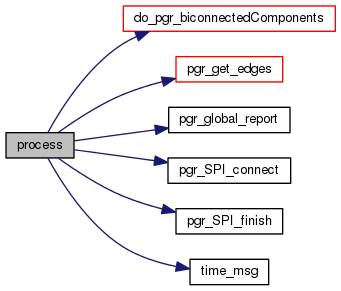 do_pgr_biconnectedComponents
pgr_get_edges
pgr_global_report
process
pgr_SPI_connect
pgr_SPI_finish
time_msg